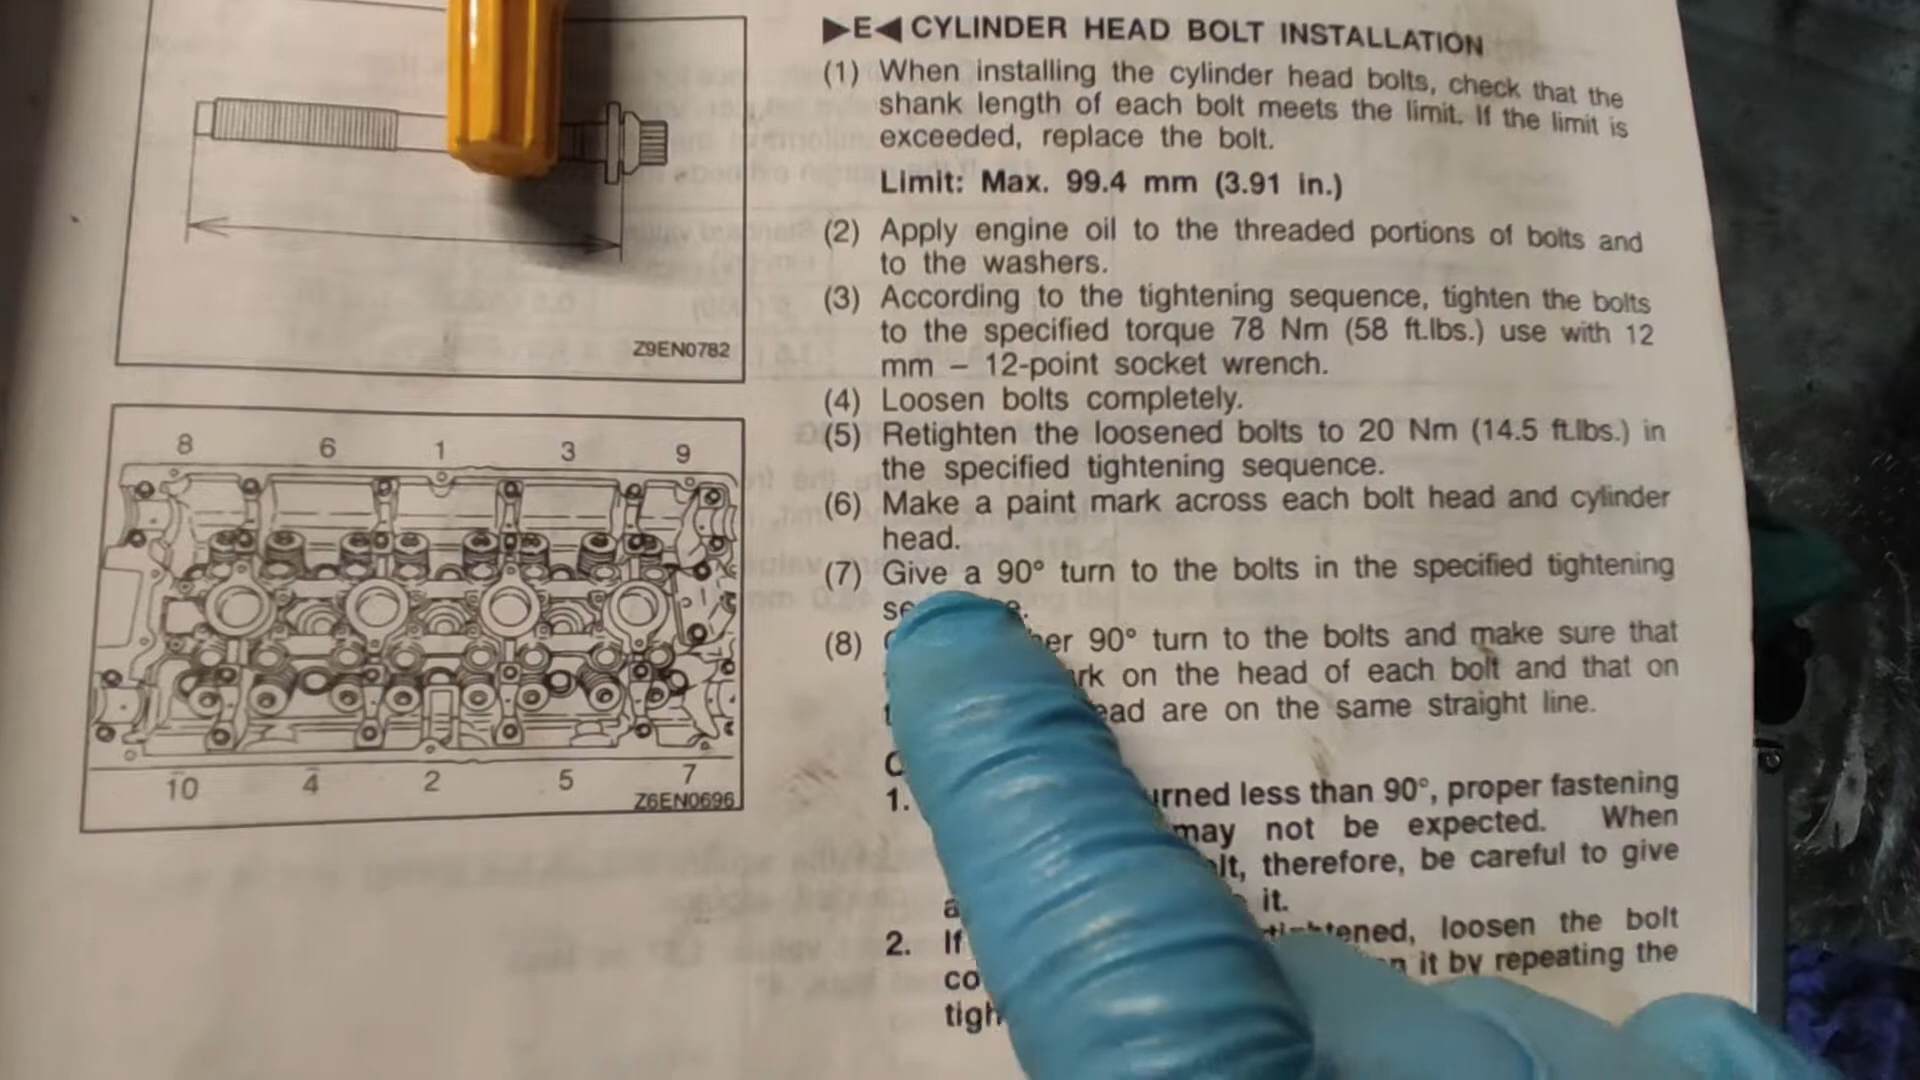 ▶E◀ CYLINDER HEAD BOLT INSTALLATION
(1) When installing the cylinder head bolts, check that the
shank length of each bolt meets the limit. If the limit is
exceeded, replace the bolt.
Limit: Max. 99.4 mm (3.91 in.)
(2) Apply engine oil to the threaded portions of bolts and
to the washers.
(3) According to the tightening sequence, tighten the bolts
to the specified torque 78 Nm (58 ft.lbs.) use with 12
mm – 12-point socket wrench.
(4) Loosen bolts completely.
(5) Retighten the loosened bolts to 20 Nm (14.5 ft.lbs.) in
the specified tightening sequence.
(6) Make a paint mark across each bolt head and cylinder
head.
(7) Give a 90° turn to the bolts in the specified tightening
(8) 90° turn to the bolts and make sure that
on the head of each bolt and that on
are on the same straight line.
1. less than 90°, proper fastening
may not be expected. When
therefore, be careful to give
it.
2. If loosen the bolt
it by repeating the
Z9EN0782
8 6 1 3 9
10 4 2 5 7
Z6EN0696